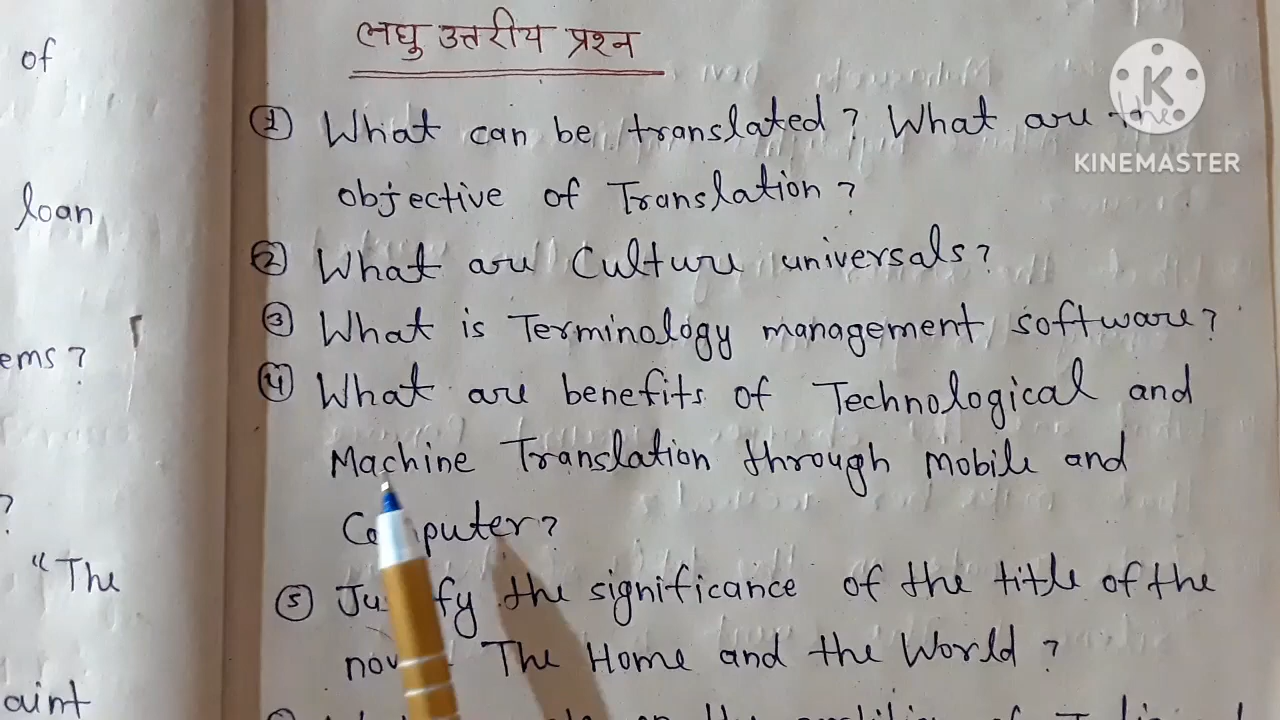 of
loan
ems?
?
"The
aint
लघु उत्तरीय प्रश्न
① What can be translated? What are the
objective of Translation?
② What are Culture universals?
③ What is Terminology management software?
④ What are benefits of Technological and
Machine Translation through mobile and
Computer?
⑤ Justify the significance of the title of the
novel The Home and the World?
K
KINEMASTER